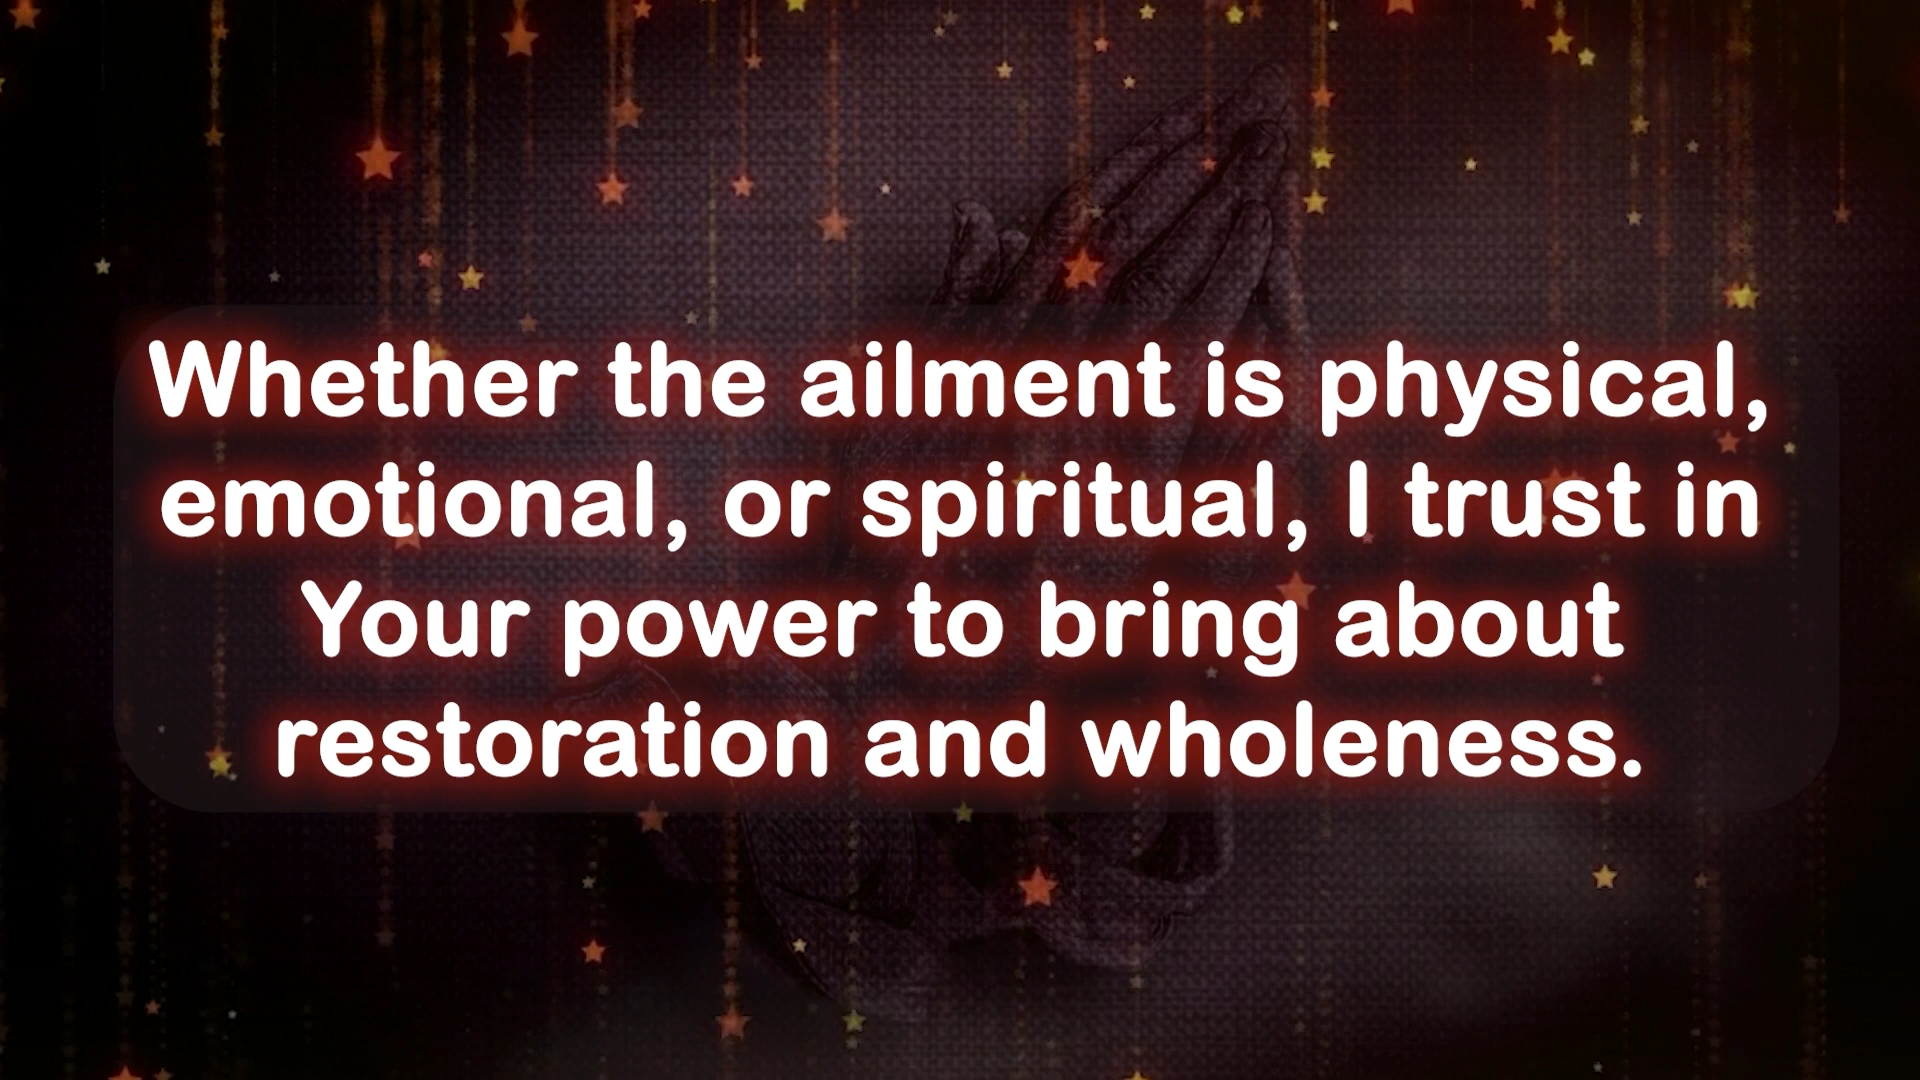 Whether the ailment is physical,
emotional, or spiritual, I trust in
Your power to bring about
restoration and wholeness.